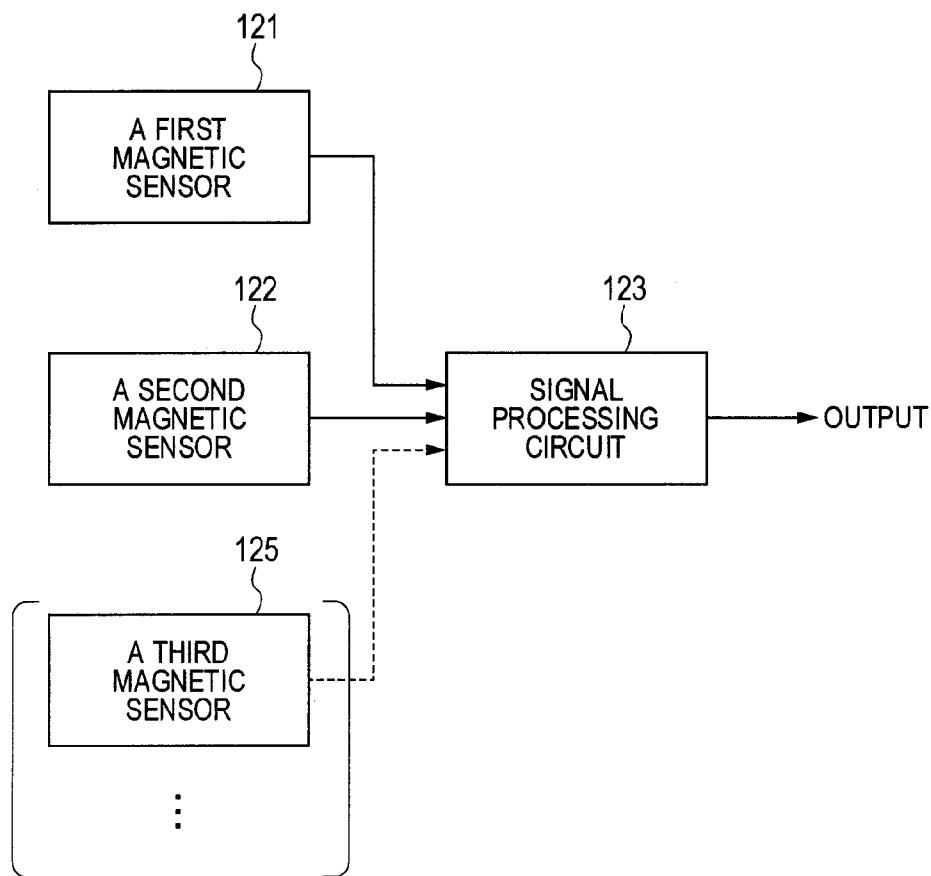 121
A FIRST
MAGNETIC
SENSOR
122
A SECOND
MAGNETIC
SENSOR
123
SIGNAL
PROCESSING
CIRCUIT
OUTPUT
125
A THIRD
MAGNETIC
SENSOR